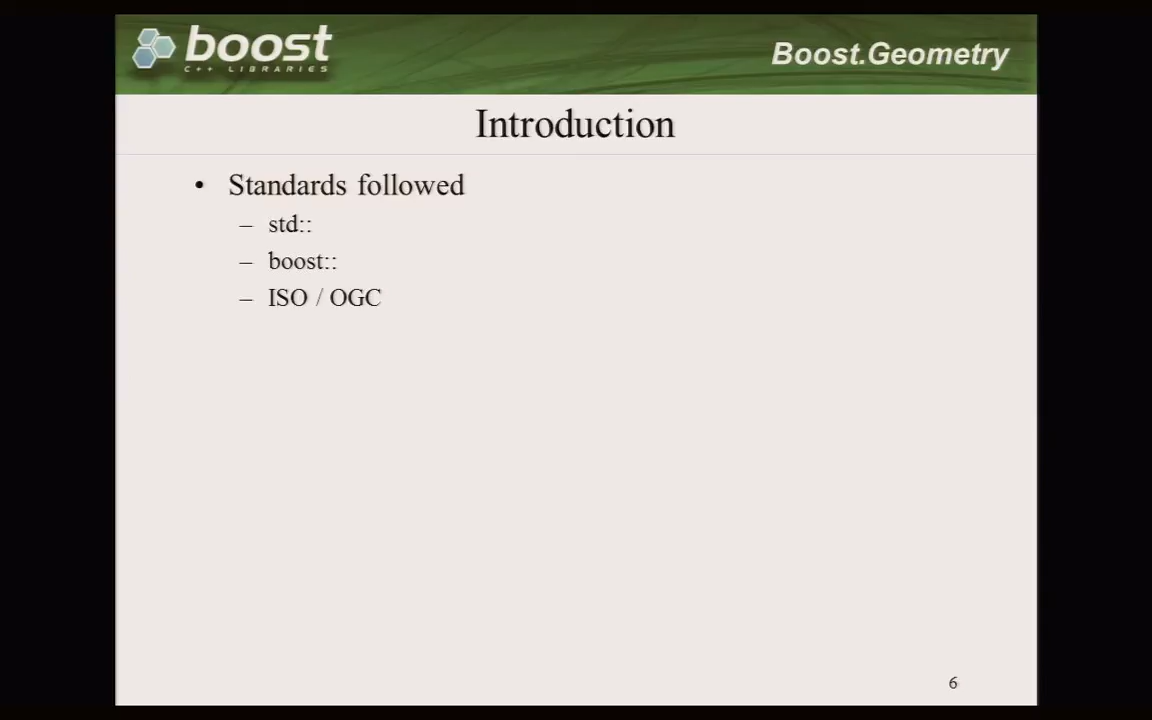 boost
C++ LIBRARIES
Boost.Geometry
Introduction
• Standards followed
– std::
– boost::
– ISO / OGC
6